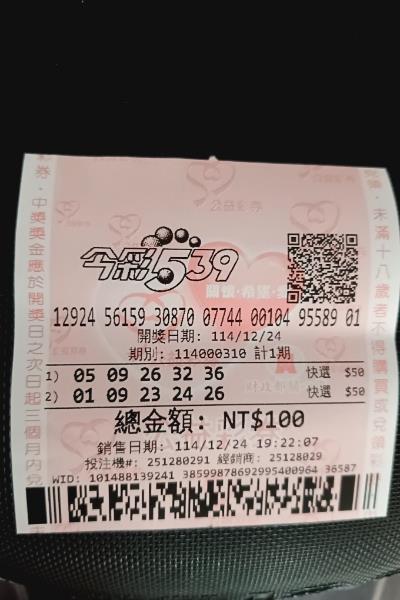 公益彩券
今彩539
12924 56159 30870 07744 00104 95589 01
開獎日期: 114/12/24
期別: 114000310 計1期
1) 05 09 26 32 36 快選 $50
2) 01 09 23 24 26 快選 $50
總金額: NT$100
銷售日期: 114/12/24 19:22:07
投注機#: 251280291 經銷商: 25128029
WID: 101488139241 38599878692995400964 36587
券‧中獎獎金應於開獎日之次日起三個月內兌
未滿十八歲者不得購買或兌領